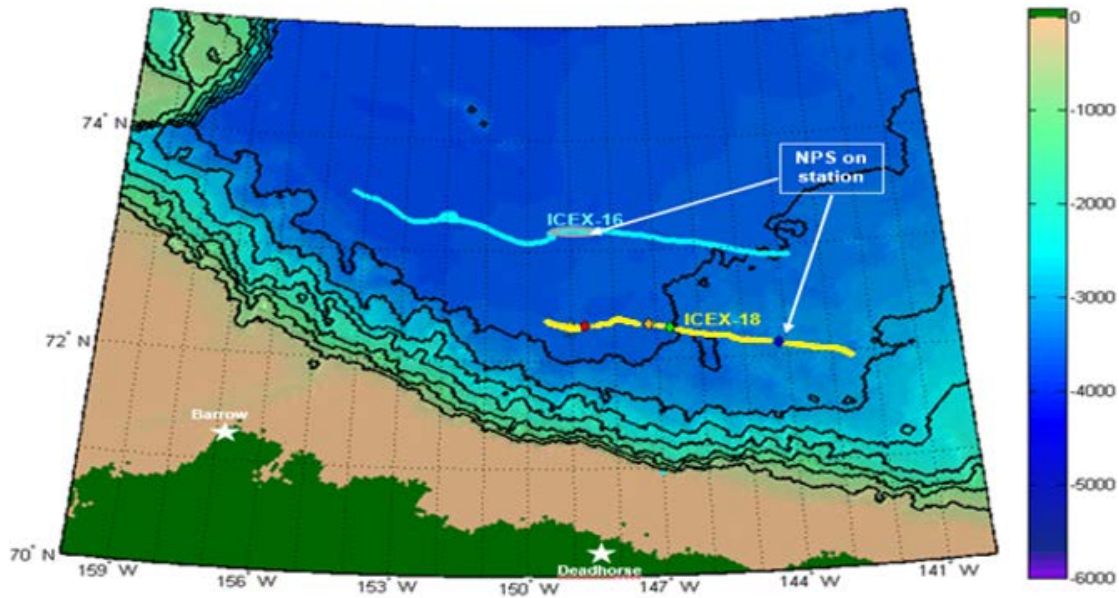 74° N
72° N
70° N
159° W
156° W
153° W
150° W
147° W
144° W
141° W
NPS on
station
ICEX-16
ICEX-18
Barrow
Deadhorse
0
-1000
-2000
-3000
-4000
-5000
-6000